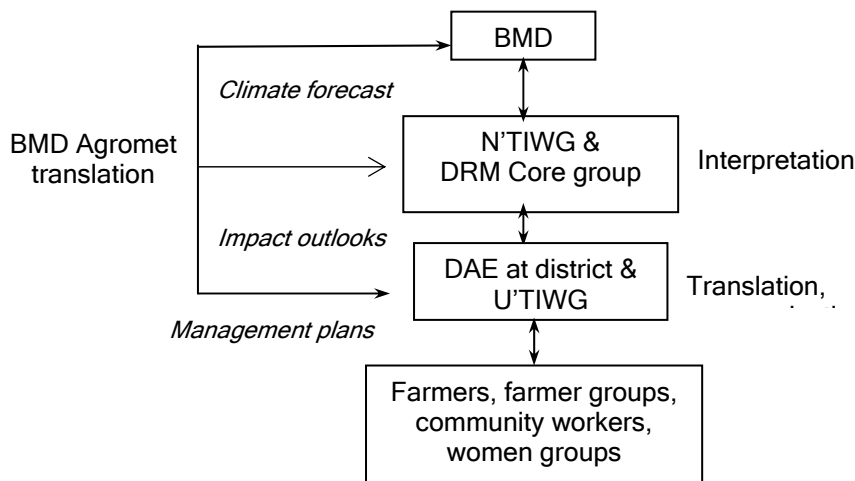 BMD
Climate forecast
BMD Agromet
translation
N'TIWG &
DRM Core group
Interpretation
Impact outlooks
DAE at district &
U'TIWG
Translation,
Management plans
Farmers, farmer groups,
community workers,
women groups